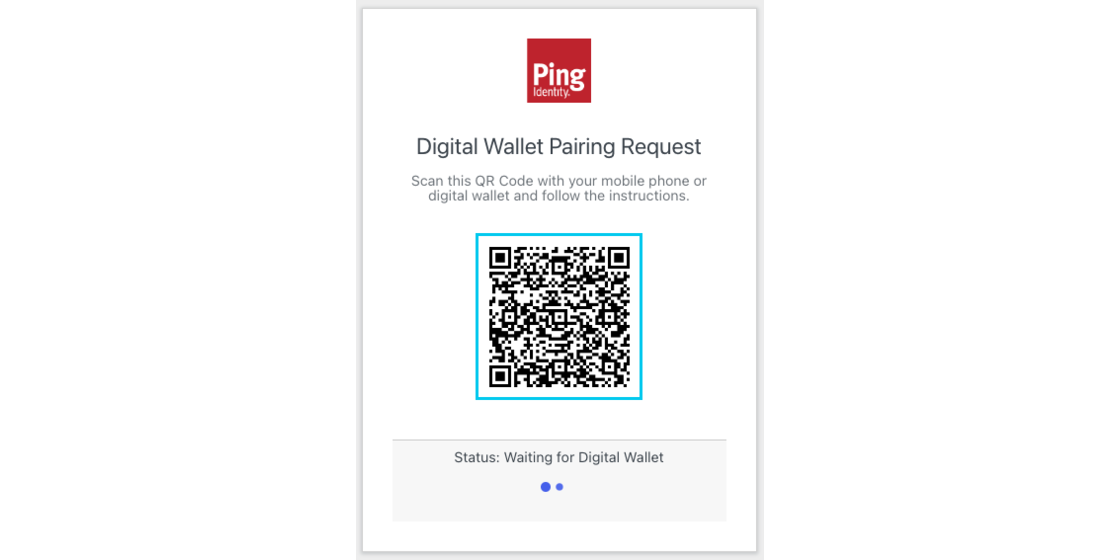 Ping
Identity.
Digital Wallet Pairing Request
Scan this QR Code with your mobile phone or
digital wallet and follow the instructions.
Status: Waiting for Digital Wallet